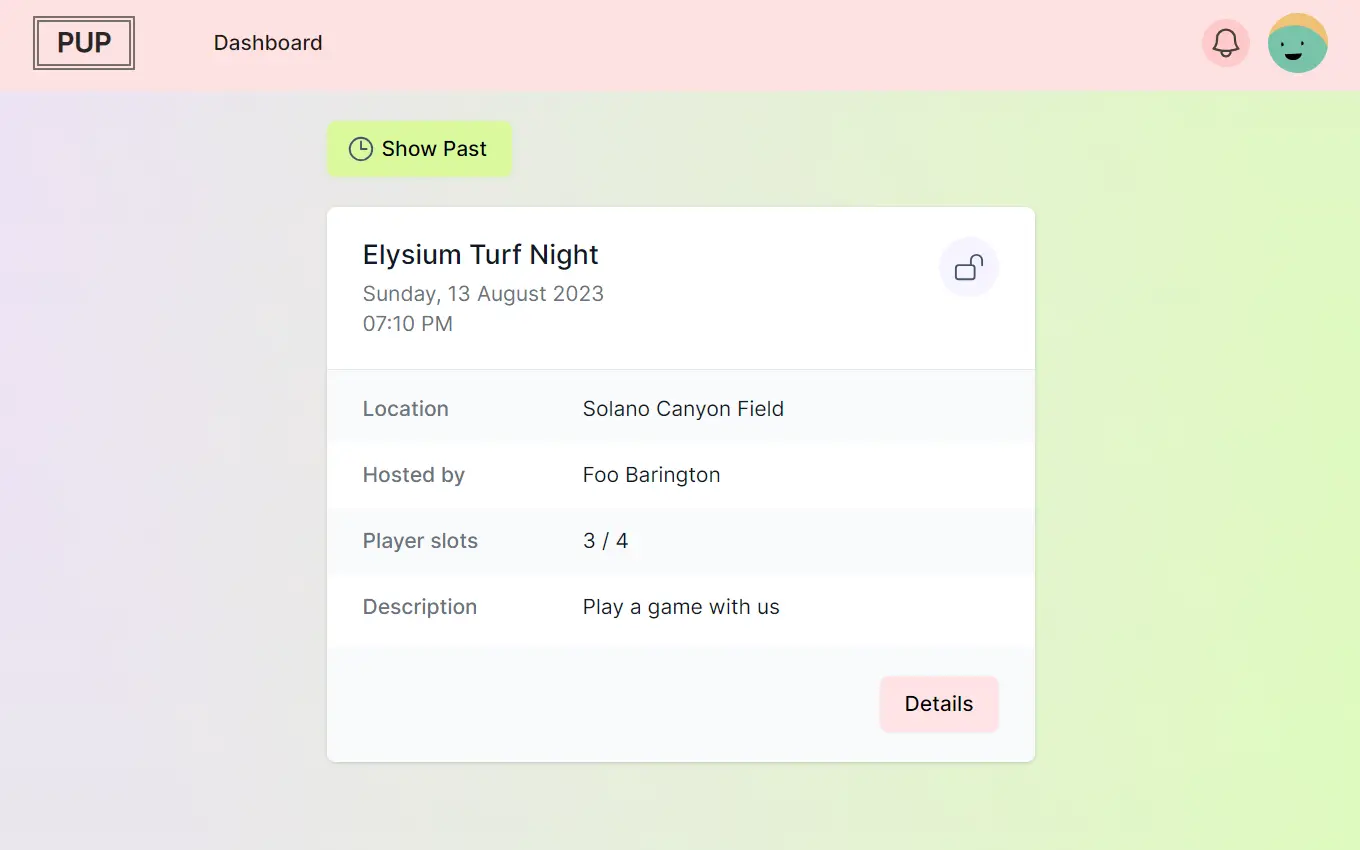 PUP
Dashboard
Show Past
Elysium Turf Night
Sunday, 13 August 2023
07:10 PM
Location Solano Canyon Field
Hosted by Foo Barington
Player slots 3 / 4
Description Play a game with us
Details